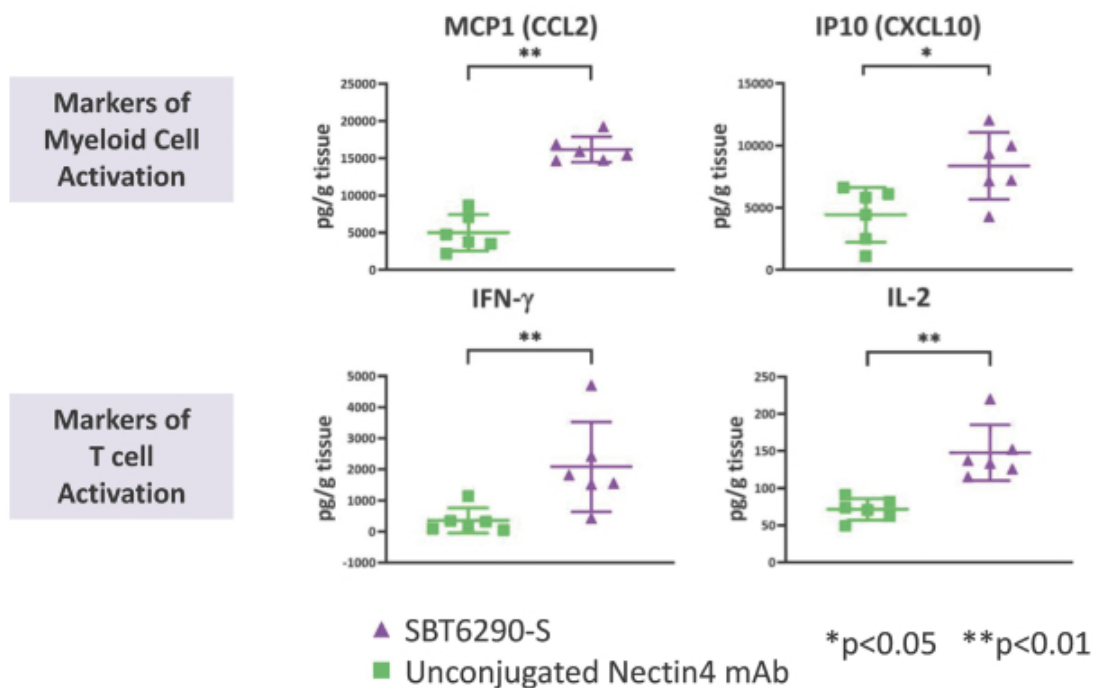 MCP1 (CCL2)
**
Markers of
Myeloid Cell
Activation
pg/g tissue
25000
20000
15000
10000
5000
0
IP10 (CXCL10)
*
pg/g tissue
15000
10000
5000
0
IFN-γ
**
Markers of
T cell
Activation
pg/g tissue
5000
4000
3000
2000
1000
0
-1000
IL-2
**
pg/g tissue
250
200
150
100
50
0
SBT6290-S
Unconjugated Nectin4 mAb
*p<0.05 **p<0.01